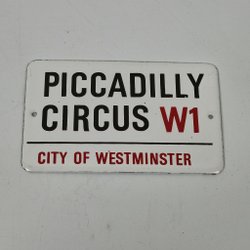 PICCADILLY
CIRCUS W1
CITY OF WESTMINSTER